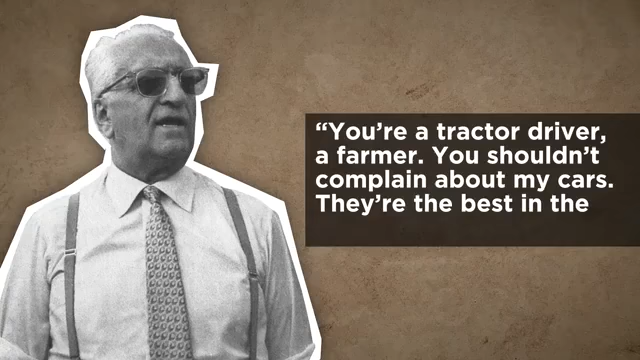 “You’re a tractor driver,
a farmer. You shouldn’t
complain about my cars.
They’re the best in the